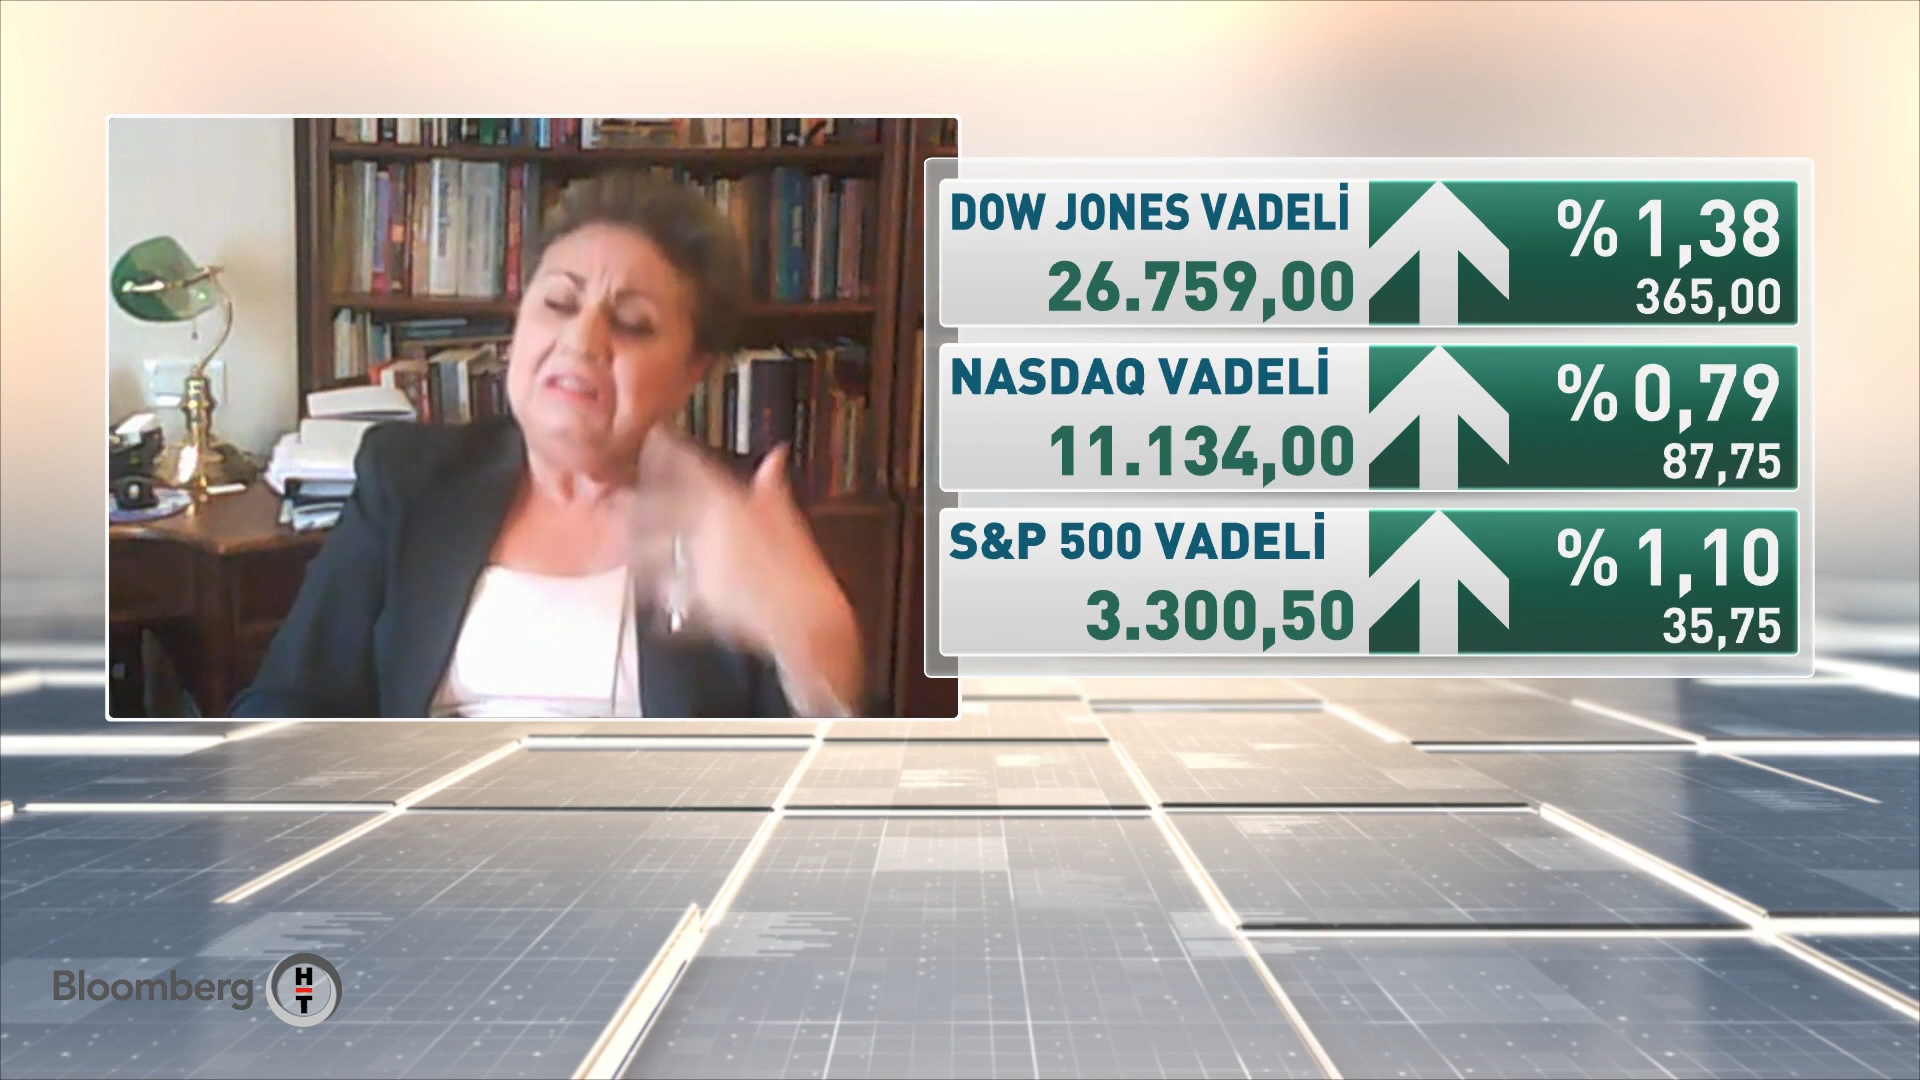 DOW JONES VADELİ
26.759,00
% 1,38
365,00
NASDAQ VADELİ
11.134,00
% 0,79
87,75
S&P 500 VADELİ
3.300,50
% 1,10
35,75
Bloomberg HT